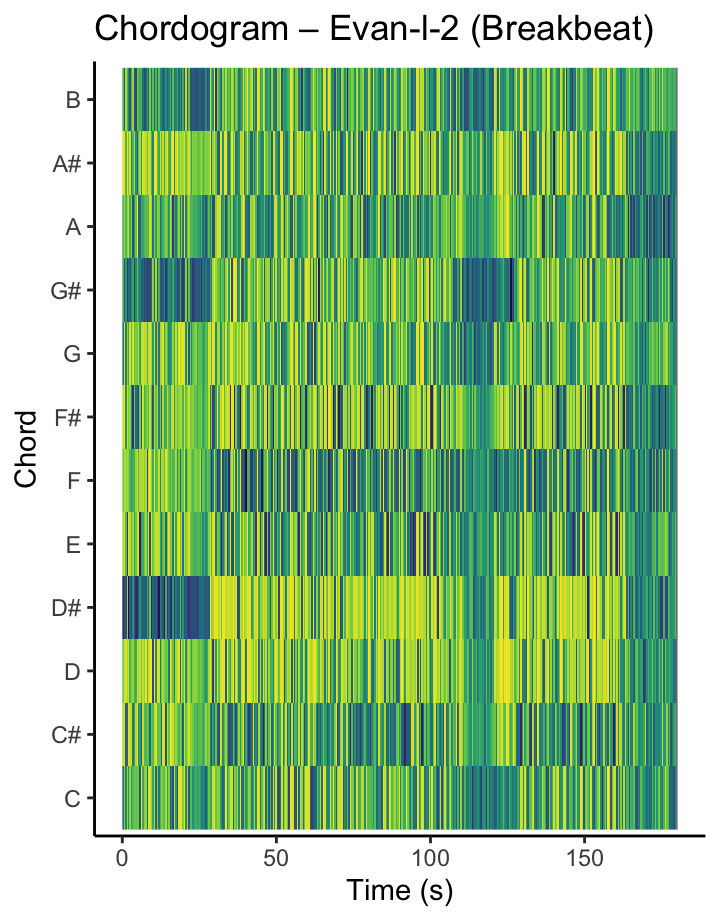 Chordogram – Evan-I-2 (Breakbeat)
B
A#
A
G#
G
F#
F
E
D#
D
C#
C
Chord
0 50 100 150
Time (s)